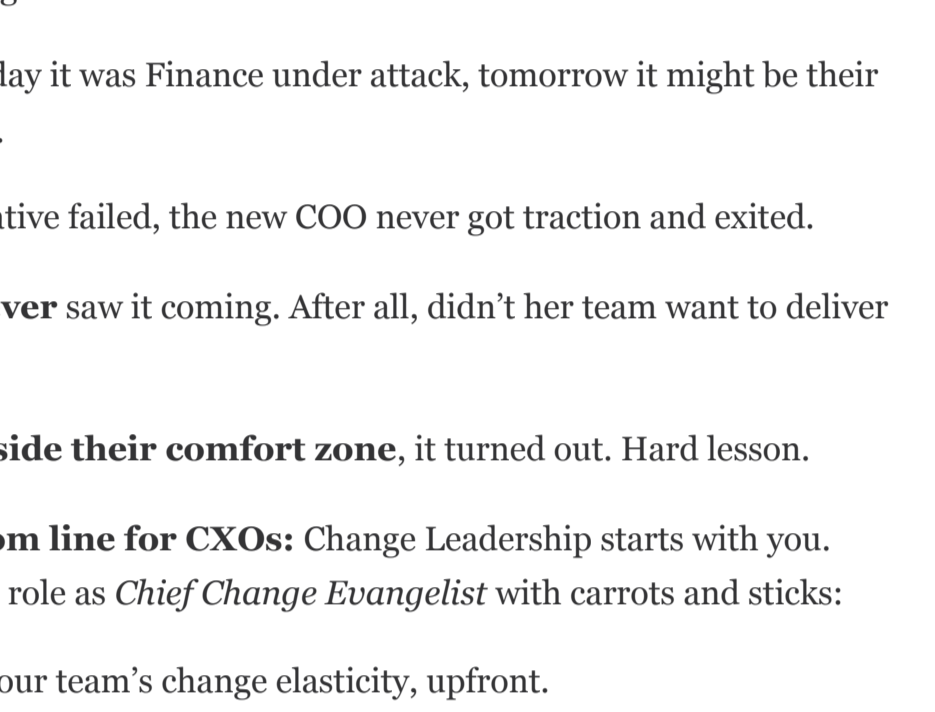 day it was Finance under attack, tomorrow it might be their
.
tive failed, the new COO never got traction and exited.
ver saw it coming. After all, didn’t her team want to deliver
side their comfort zone, it turned out. Hard lesson.
om line for CXOs: Change Leadership starts with you.
role as Chief Change Evangelist with carrots and sticks:
our team’s change elasticity, upfront.